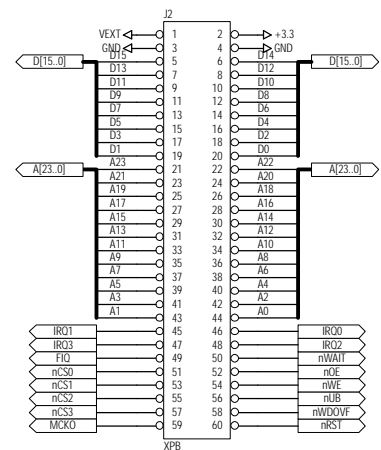 J2
VEXT 1 2 +3.3
GND 3 4 GND
D[15..0] D15 5 6 D14 D[15..0]
D13 7 8 D12
D11 9 10 D10
D9 11 12 D8
D7 13 14 D6
D5 15 16 D4
D3 17 18 D2
D1 19 20 D0
A[23..0] A23 21 22 A22 A[23..0]
A21 23 24 A20
A19 25 26 A18
A17 27 28 A16
A15 29 30 A14
A13 31 32 A12
A11 33 34 A10
A9 35 36 A8
A7 37 38 A6
A5 39 40 A4
A3 41 42 A2
A1 43 44 A0
IRQ1 45 46 IRQ0
IRQ3 47 48 IRQ2
FIQ 49 50 nWAIT
nCS0 51 52 nOE
nCS1 53 54 nWE
nCS2 55 56 nUB
nCS3 57 58 nWDOVF
MCKO 59 60 nRST
XPB